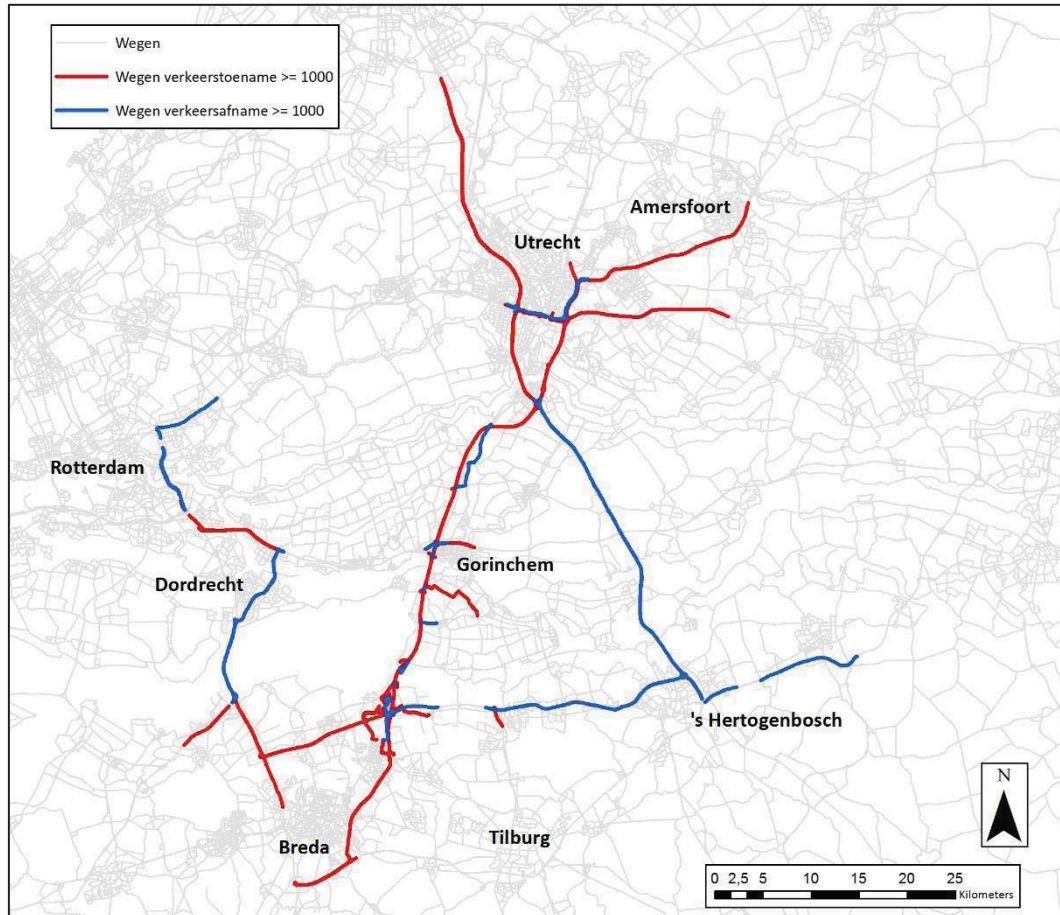 Wegen
Wegen verkeerstoename >= 1000
Wegen verkeersafname >= 1000
Amersfoort
Utrecht
Rotterdam
Gorinchem
Dordrecht
's Hertogenbosch
Breda
Tilburg
N
0 2,5 5 10 15 20 25
Kilometers